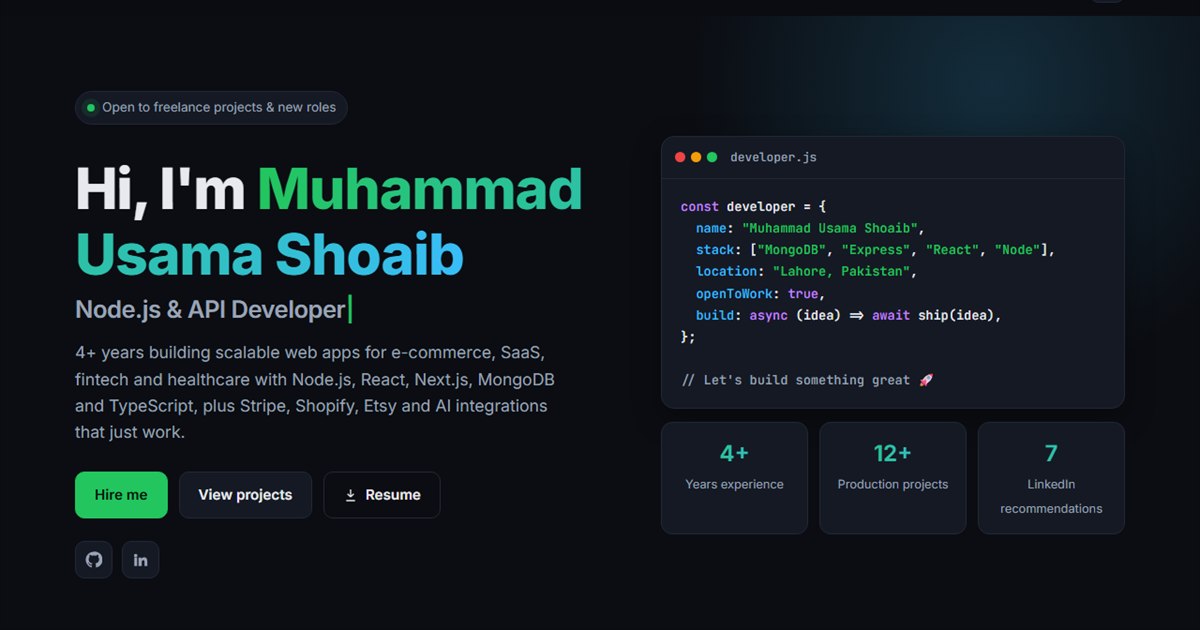 Open to freelance projects & new roles
Hi, I'm Muhammad
Usama Shoaib
Node.js & API Developer
4+ years building scalable web apps for e-commerce, SaaS,
fintech and healthcare with Node.js, React, Next.js, MongoDB
and TypeScript, plus Stripe, Shopify, Etsy and AI integrations
that just work.
Hire me
View projects
Resume
in
developer.js
const developer = {
  name: "Muhammad Usama Shoaib",
  stack: ["MongoDB", "Express", "React", "Node"],
  location: "Lahore, Pakistan",
  openToWork: true,
  build: async (idea) => await ship(idea),
};
// Let's build something great 🚀
4+
Years experience
12+
Production projects
7
LinkedIn
recommendations